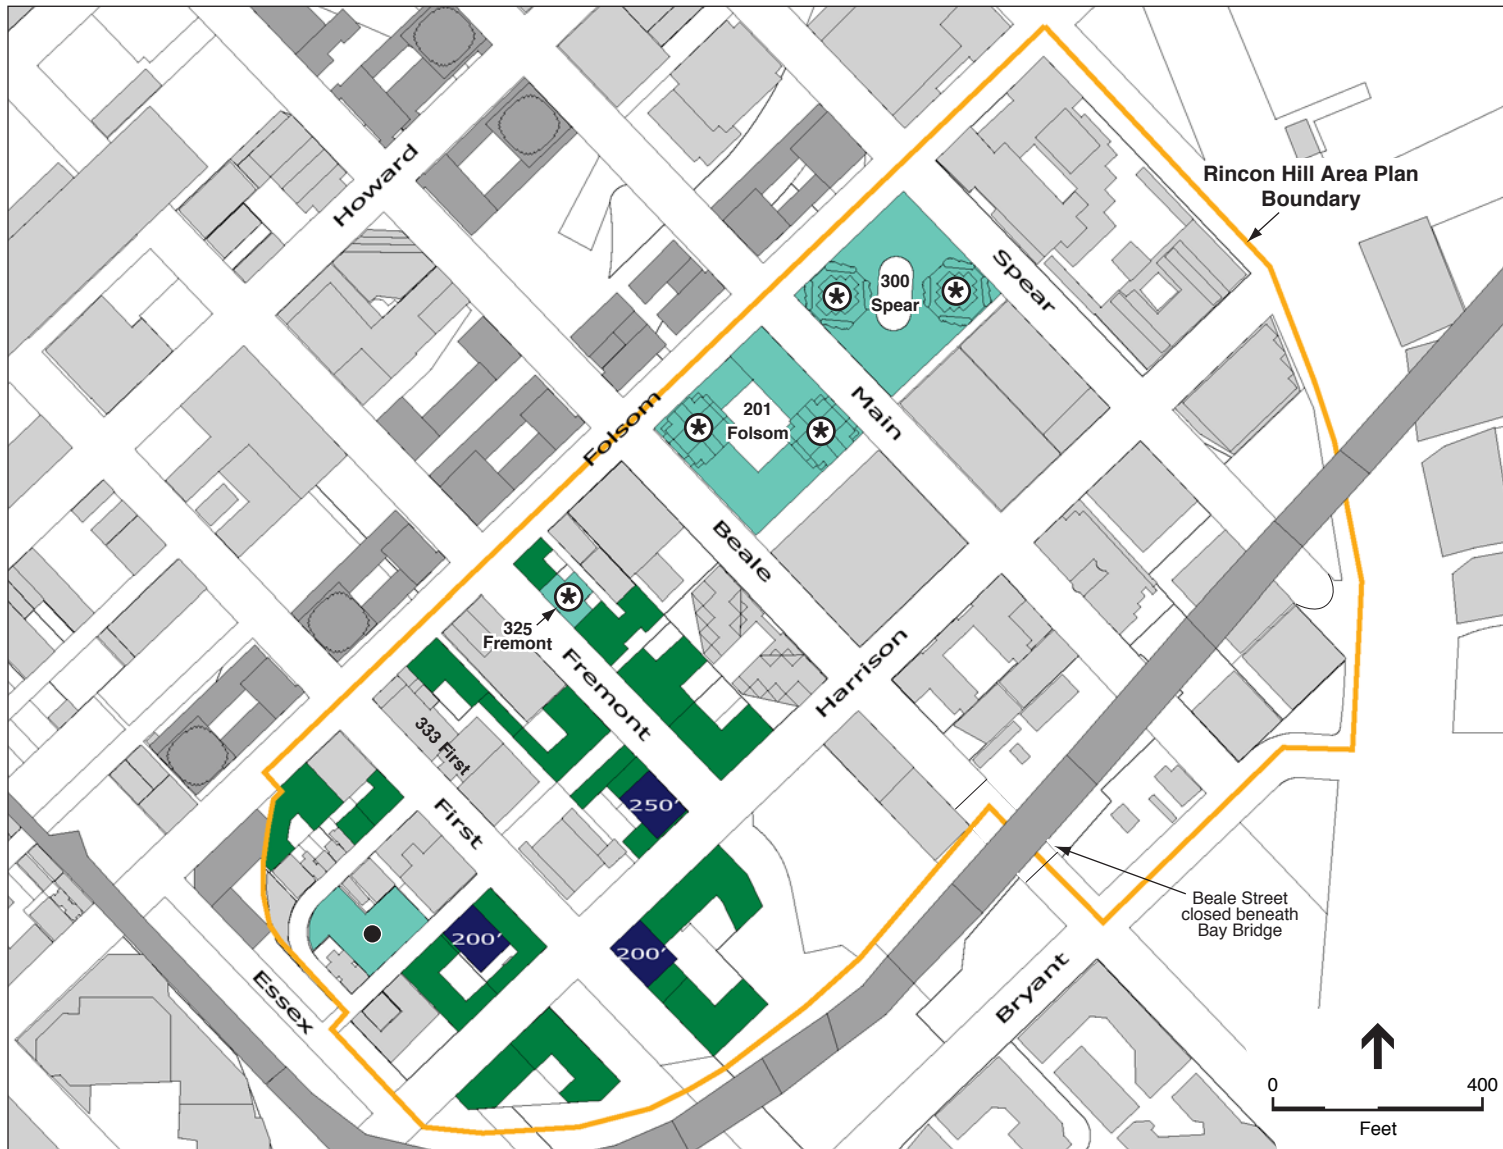 Howard
Rincon Hill Area Plan
Boundary
Spear
300
Spear
Main
Folsom
201
Folsom
Beale
325
Fremont
Fremont
Harrison
333 First
First
250'
200'
200'
Essex
Beale Street
closed beneath
Bay Bridge
Bryant
0
400
Feet